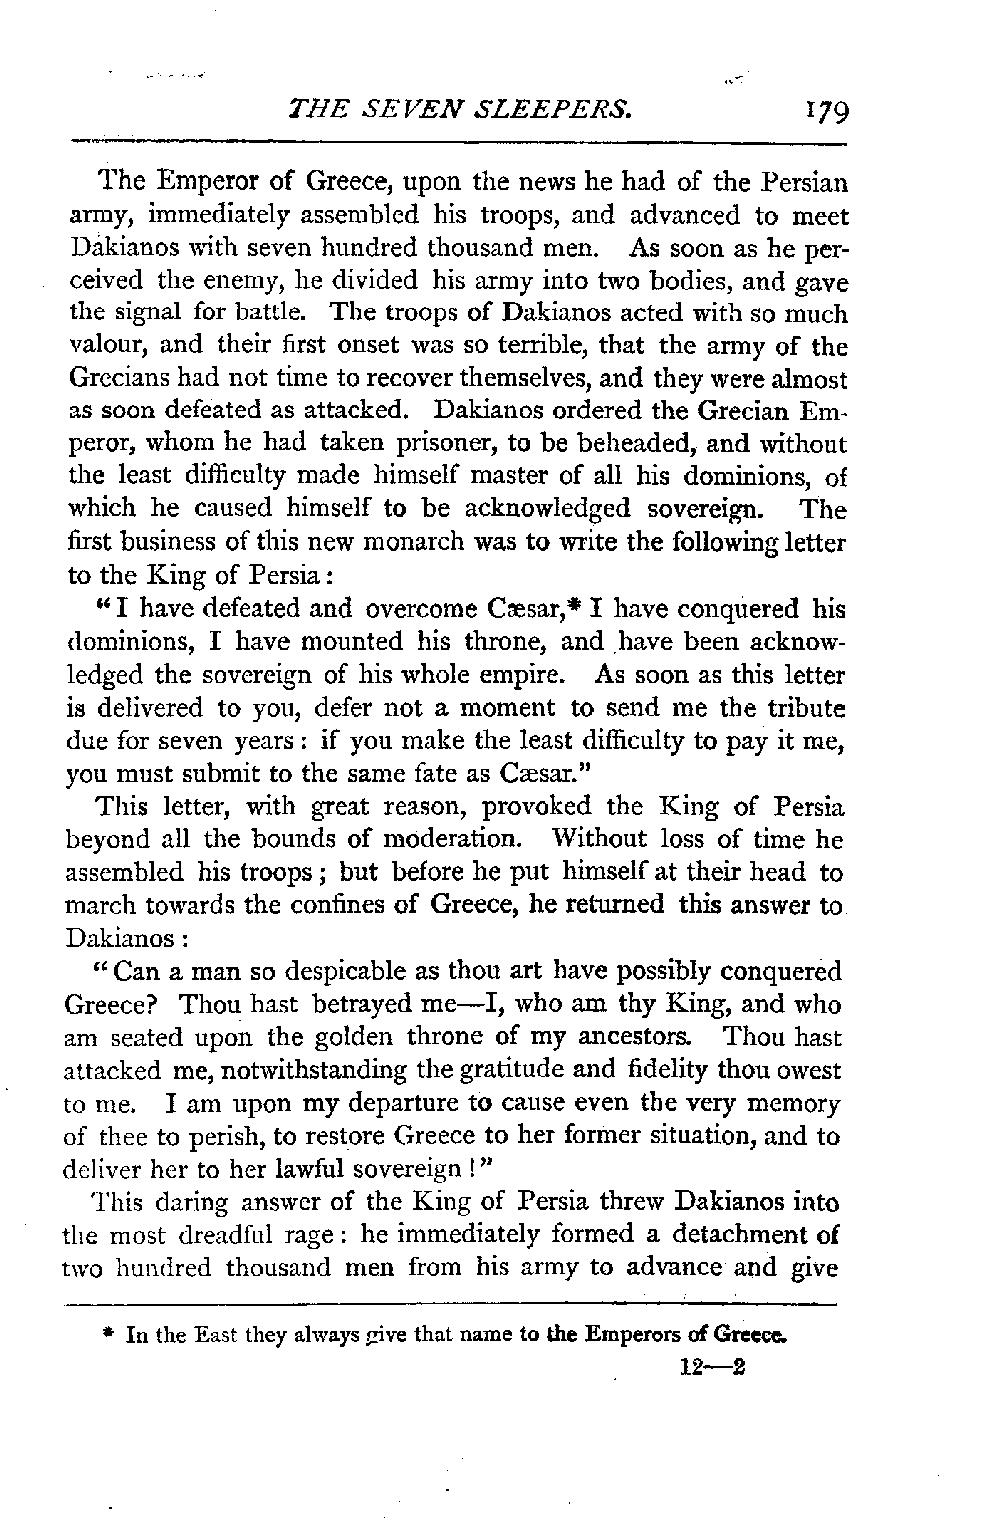 THE SEVEN SLEEPERS. 179
The Emperor of Greece, upon the news he had of the Persian
army, immediately assembled his troops, and advanced to meet
Dakianos with seven hundred thousand men. As soon as he per-
ceived the enemy, he divided his army into two bodies, and gave
the signal for battle. The troops of Dakianos acted with so much
valour, and their first onset was so terrible, that the army of the
Grecians had not time to recover themselves, and they were almost
as soon defeated as attacked. Dakianos ordered the Grecian Em-
peror, whom he had taken prisoner, to be beheaded, and without
the least difficulty made himself master of all his dominions, of
which he caused himself to be acknowledged sovereign. The
first business of this new monarch was to write the following letter
to the King of Persia:
"I have defeated and overcome Cæsar,* I have conquered his
dominions, I have mounted his throne, and have been acknow-
ledged the sovereign of his whole empire. As soon as this letter
is delivered to you, defer not a moment to send me the tribute
due for seven years: if you make the least difficulty to pay it me,
you must submit to the same fate as Cæsar."
This letter, with great reason, provoked the King of Persia
beyond all the bounds of moderation. Without loss of time he
assembled his troops; but before he put himself at their head to
march towards the confines of Greece, he returned this answer to
Dakianos:
"Can a man so despicable as thou art have possibly conquered
Greece? Thou hast betrayed me—I, who am thy King, and who
am seated upon the golden throne of my ancestors. Thou hast
attacked me, notwithstanding the gratitude and fidelity thou owest
to me. I am upon my departure to cause even the very memory
of thee to perish, to restore Greece to her former situation, and to
deliver her to her lawful sovereign!"
This daring answer of the King of Persia threw Dakianos into
the most dreadful rage: he immediately formed a detachment of
two hundred thousand men from his army to advance and give
* In the East they always give that name to the Emperors of Greece.
12—2